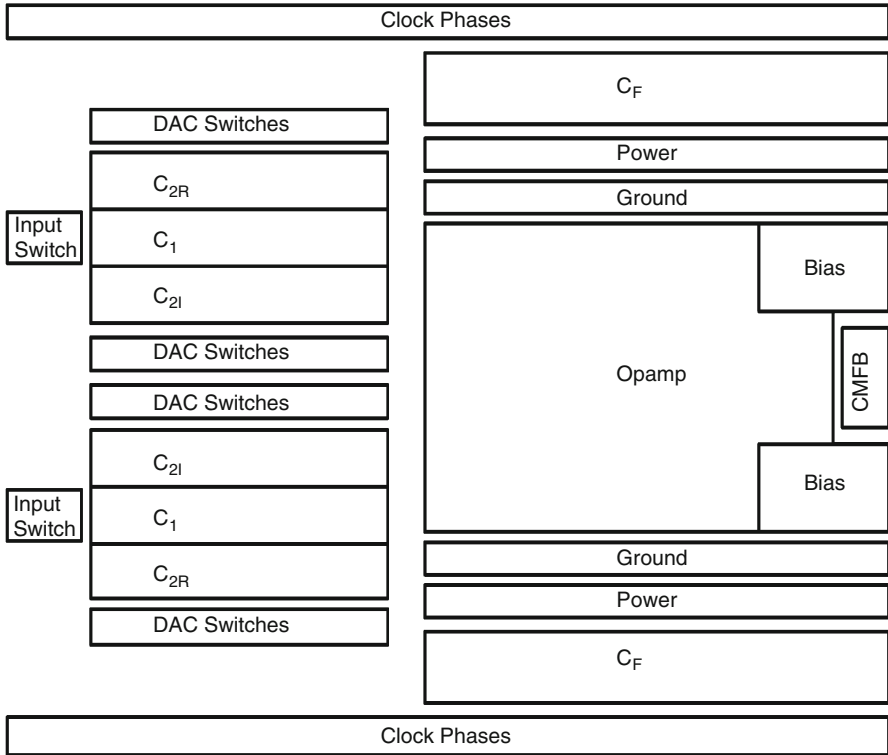 Clock Phases
C_F
DAC Switches
Power
C_2R
Ground
Input
Switch
C_1
Bias
C_2I
DAC Switches
Opamp
CMFB
DAC Switches
C_2I
Bias
Input
Switch
C_1
Ground
C_2R
Power
DAC Switches
C_F
Clock Phases